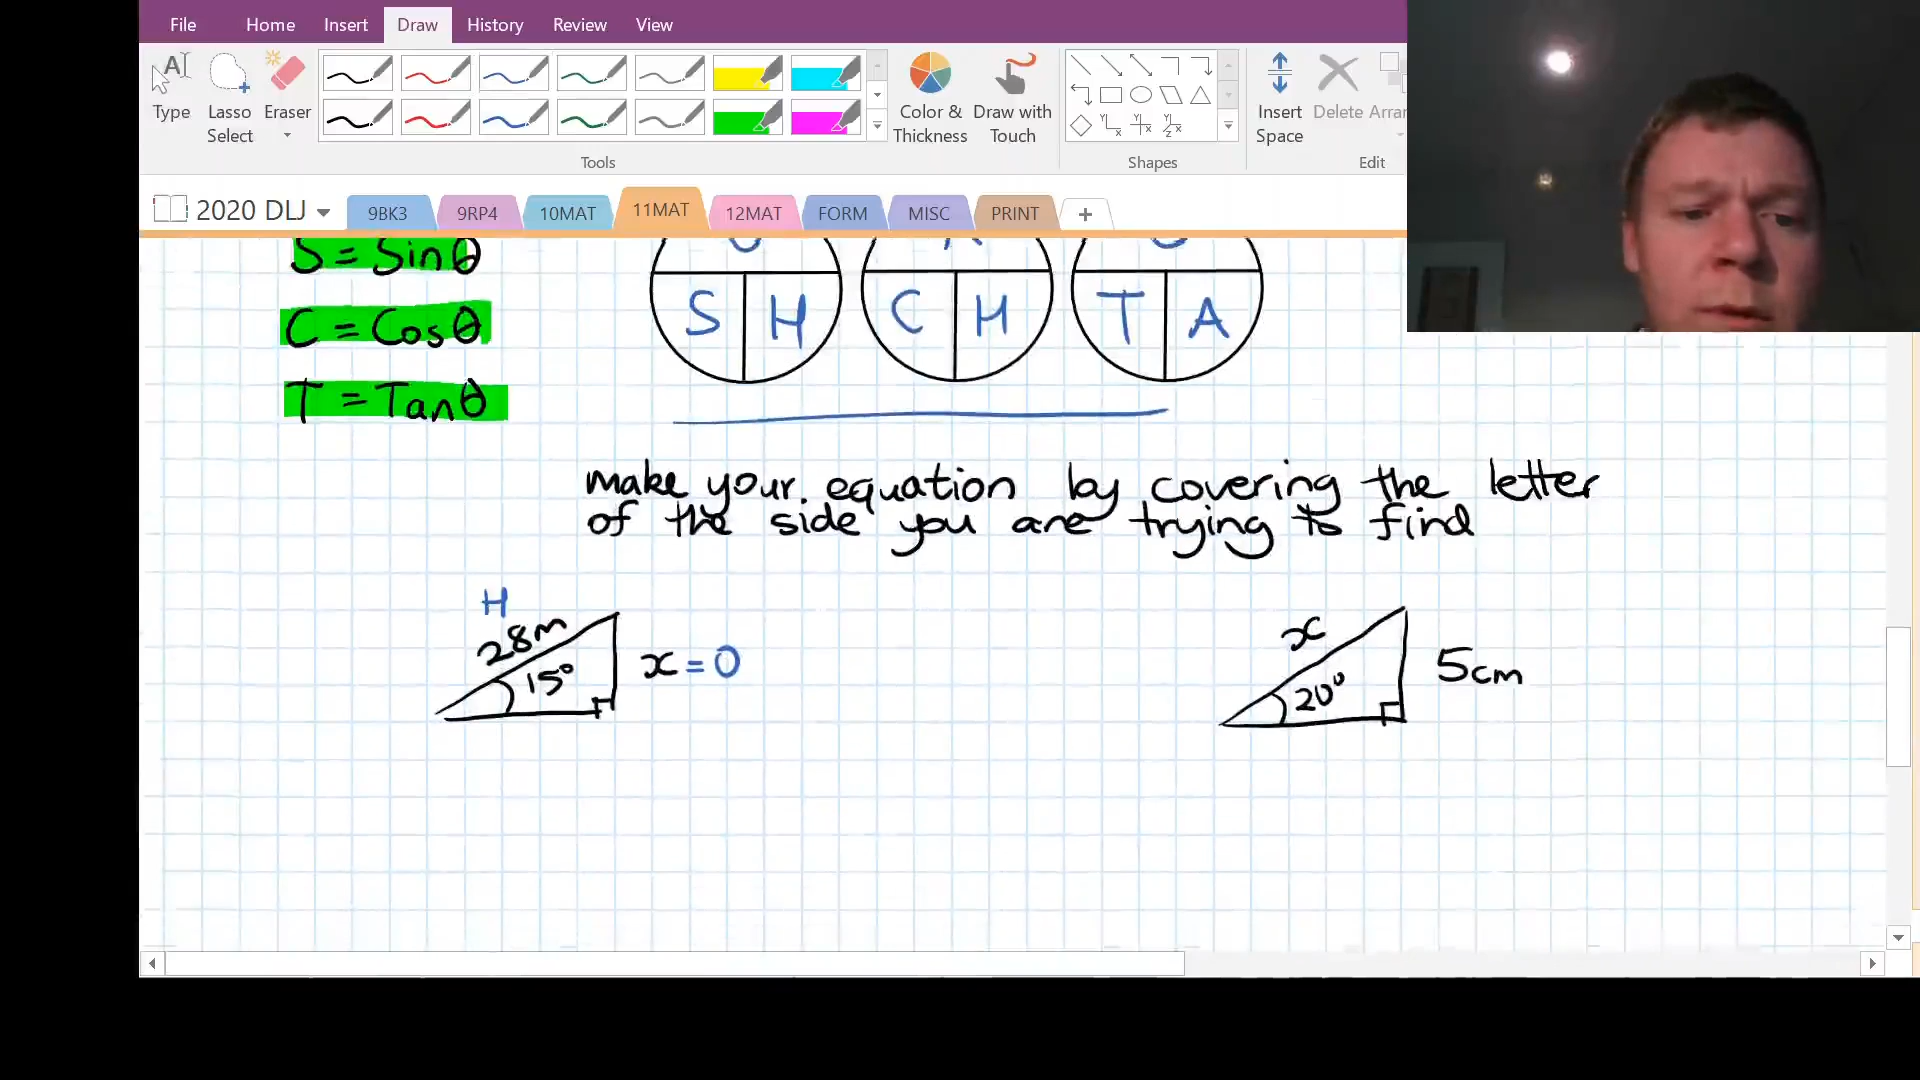 File Home Insert Draw History Review View
Type
Lasso Select
Eraser
Color & Thickness
Draw with Touch
Insert Space
Delete
Arran
Tools
Shapes
Edit
2020 DLJ 9BK3 9RP4 10MAT 11MAT 12MAT FORM MISC PRINT +
S = Sinθ
C = Cosθ
T = Tanθ
S H C H T A
make your. equation by covering the letter
of the side you are trying to find
H
28m
15°
x = O
x
20°
5cm